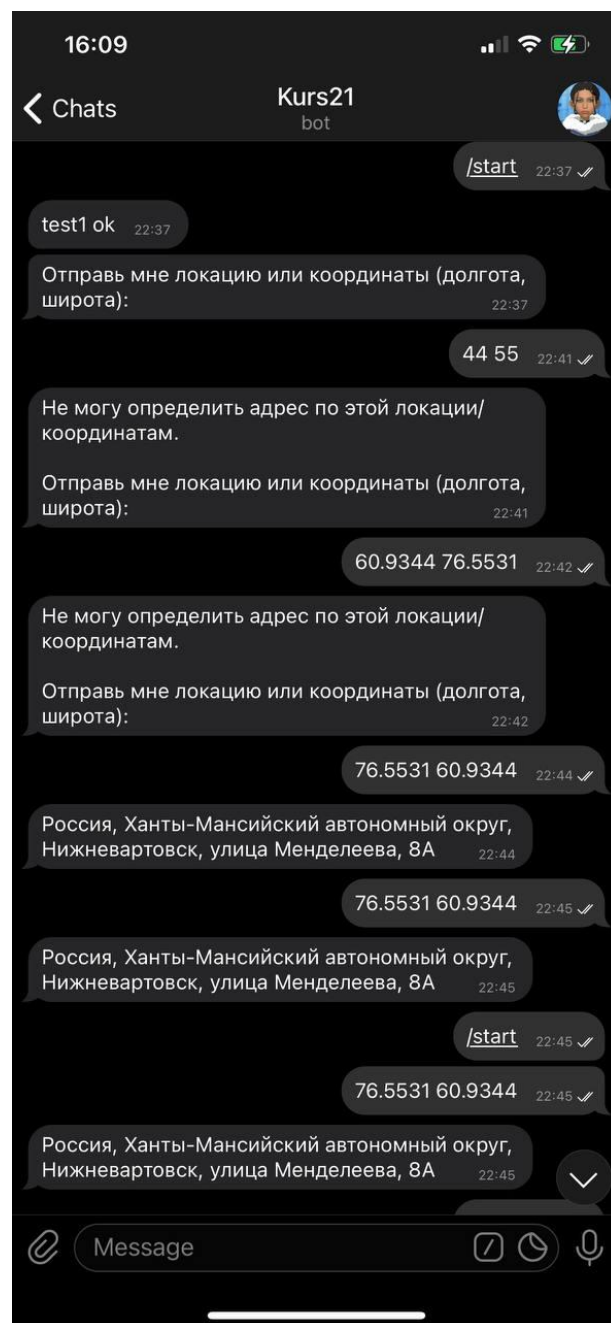 16:09
Chats
Kurs21
bot
/start 22:37
test1 ok 22:37
Отправь мне локацию или координаты (долгота,
широта): 22:37
44 55 22:41
Не могу определить адрес по этой локации/
координатам.
Отправь мне локацию или координаты (долгота,
широта): 22:41
60.9344 76.5531 22:42
Не могу определить адрес по этой локации/
координатам.
Отправь мне локацию или координаты (долгота,
широта): 22:42
76.5531 60.9344 22:44
Россия, Ханты-Мансийский автономный округ,
Нижневартовск, улица Менделеева, 8А 22:44
76.5531 60.9344 22:45
Россия, Ханты-Мансийский автономный округ,
Нижневартовск, улица Менделеева, 8А 22:45
/start 22:45
76.5531 60.9344 22:45
Россия, Ханты-Мансийский автономный округ,
Нижневартовск, улица Менделеева, 8А 22:45
Message